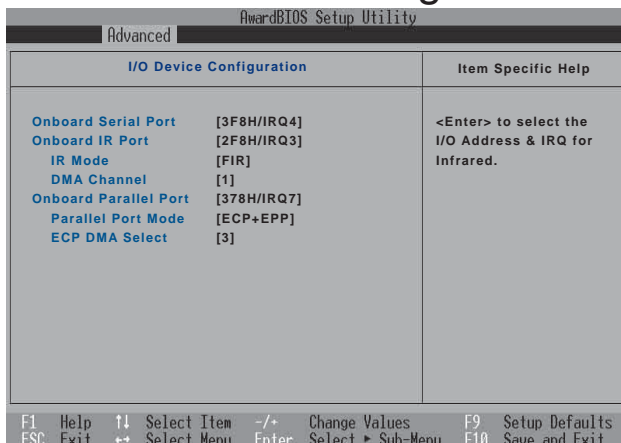 AwardBIOS Setup Utility
Advanced
I/O Device Configuration
Item Specific Help
Onboard Serial Port [3F8H/IRQ4]
Onboard IR Port [2F8H/IRQ3]
IR Mode [FIR]
DMA Channel [1]
Onboard Parallel Port [378H/IRQ7]
Parallel Port Mode [ECP+EPP]
ECP DMA Select [3]
<Enter> to select the
I/O Address & IRQ for
Infrared.
F1 Help ↑↓ Select Item -/+ Change Values F9 Setup Defaults
ESC Exit ←→ Select Menu Enter Select ► Sub-Menu F10 Save and Exit